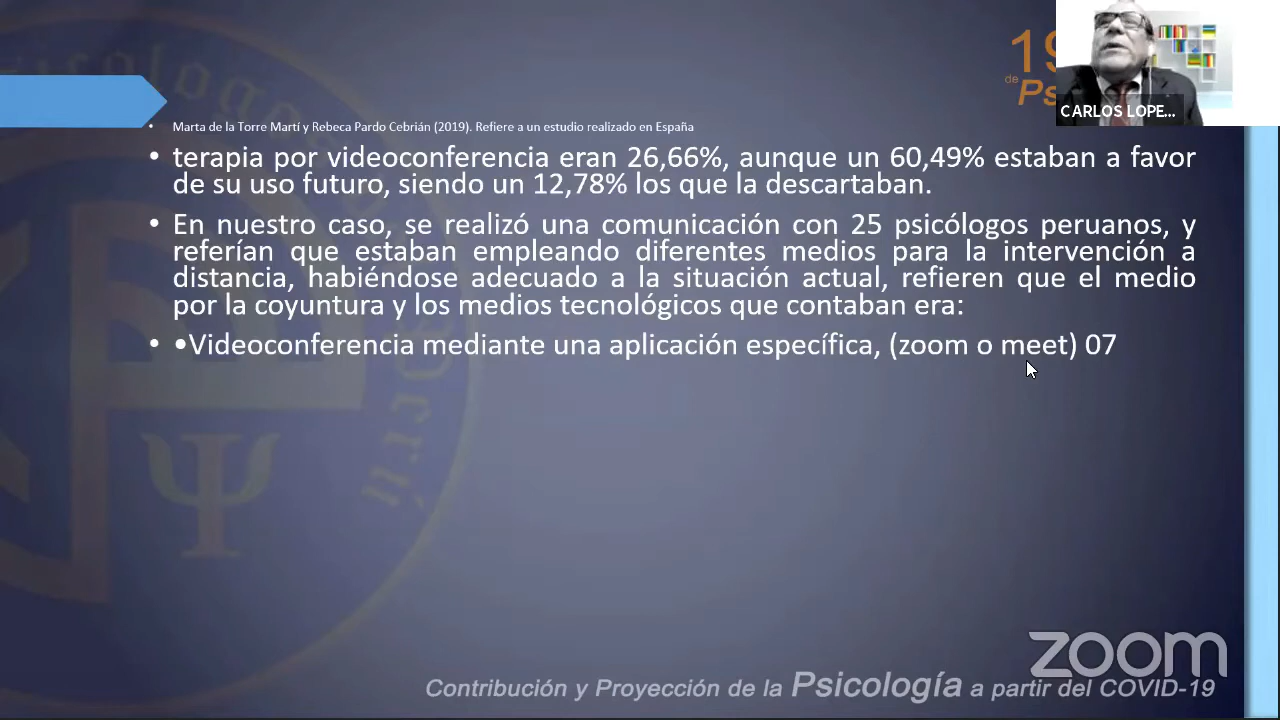 19
de
Ps
CARLOS LOPE...
• Marta de la Torre Martí y Rebeca Pardo Cebrián (2019). Refiere a un estudio realizado en España
• terapia por videoconferencia eran 26,66%, aunque un 60,49% estaban a favor
de su uso futuro, siendo un 12,78% los que la descartaban.
• En nuestro caso, se realizó una comunicación con 25 psicólogos peruanos, y
referían que estaban empleando diferentes medios para la intervención a
distancia, habiéndose adecuado a la situación actual, refieren que el medio
por la coyuntura y los medios tecnológicos que contaban era:
• •Videoconferencia mediante una aplicación específica, (zoom o meet) 07
Ψ
zoom
Contribución y Proyección de la Psicología a partir del COVID-19